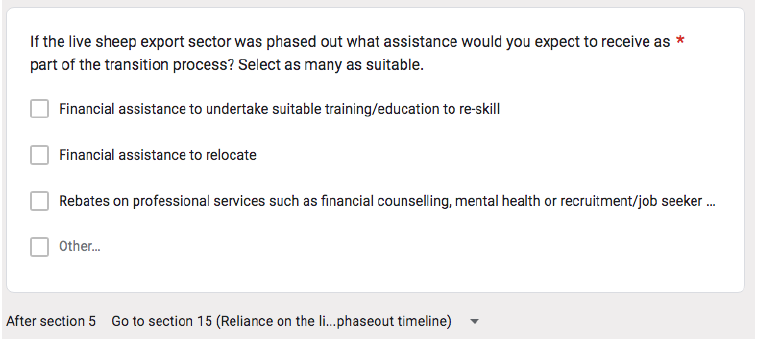 If the live sheep export sector was phased out what assistance would you expect to receive as *
part of the transition process? Select as many as suitable.
Financial assistance to undertake suitable training/education to re-skill
Financial assistance to relocate
Rebates on professional services such as financial counselling, mental health or recruitment/job seeker ...
Other...
After section 5 Go to section 15 (Reliance on the li...phaseout timeline)